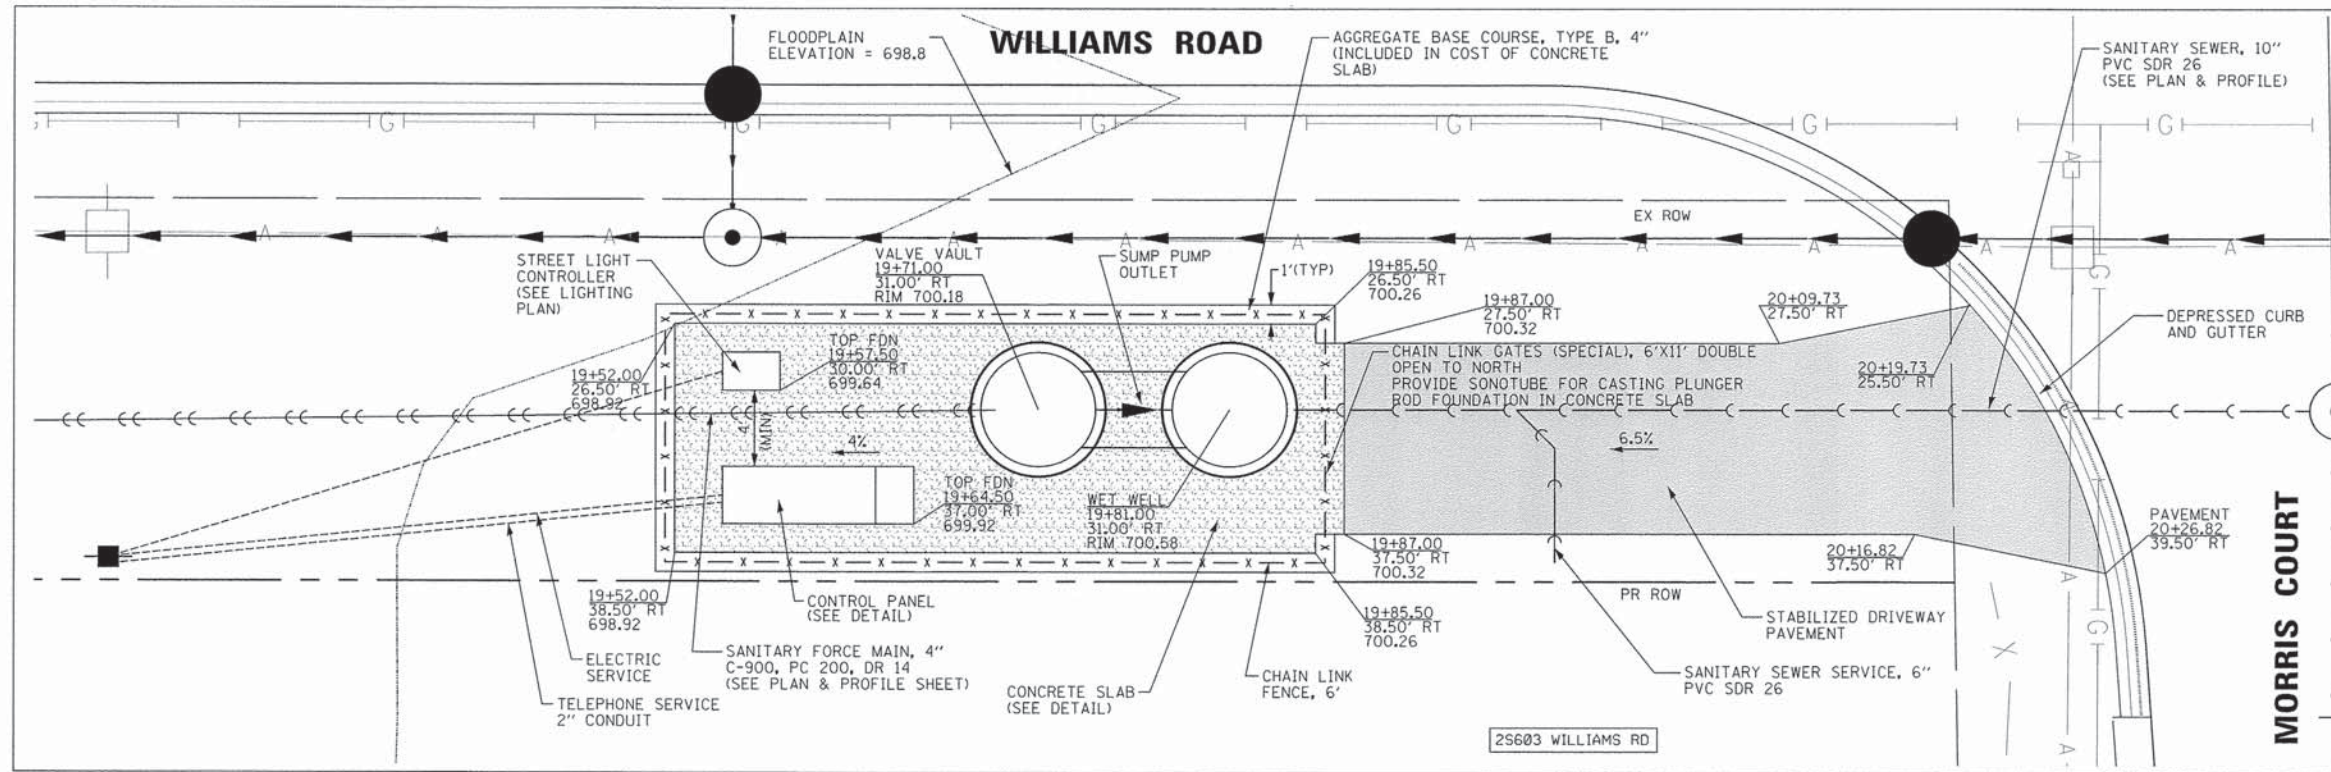 WILLIAMS ROAD
FLOODPLAIN
ELEVATION = 698.8
AGGREGATE BASE COURSE, TYPE B, 4"
(INCLUDED IN COST OF CONCRETE
SLAB)
SANITARY SEWER, 10"
PVC SDR 26
(SEE PLAN & PROFILE)
G
G
G
G
G
G
G
A
EX ROW
A
A
A
A
A
A
A
A
A
A
A
A
G
STREET LIGHT
CONTROLLER
(SEE LIGHTING
PLAN)
VALVE VAULT
19+71.00
31.00' RT
RIM 700.18
SUMP PUMP
OUTLET
1'(TYP)
19+85.50
26.50' RT
700.26
19+87.00
27.50' RT
700.32
20+09.73
27.50' RT
DEPRESSED CURB
AND GUTTER
TOP FDN
19+57.50
30.00' RT
699.64
19+52.00
26.50' RT
698.92
CHAIN LINK GATES (SPECIAL), 6'X11' DOUBLE
OPEN TO NORTH
PROVIDE SONOTUBE FOR CASTING PLUNGER
ROD FOUNDATION IN CONCRETE SLAB
20+19.73
25.50' RT
4'
(MIN)
4%
6.5%
TOP FDN
19+64.50
37.00' RT
699.92
WET WELL
19+81.00
31.00' RT
RIM 700.58
19+87.00
37.50' RT
700.32
20+16.82
37.50' RT
PAVEMENT
20+26.82
39.50' RT
MORRIS COURT
19+52.00
38.50' RT
698.92
CONTROL PANEL
(SEE DETAIL)
19+85.50
38.50' RT
700.26
PR ROW
STABILIZED DRIVEWAY
PAVEMENT
A
G
X
A
ELECTRIC
SERVICE
SANITARY FORCE MAIN, 4"
C-900, PC 200, DR 14
(SEE PLAN & PROFILE SHEET)
CHAIN LINK
FENCE, 6'
SANITARY SEWER SERVICE, 6"
PVC SDR 26
TELEPHONE SERVICE
2" CONDUIT
CONCRETE SLAB
(SEE DETAIL)
2S603 WILLIAMS RD